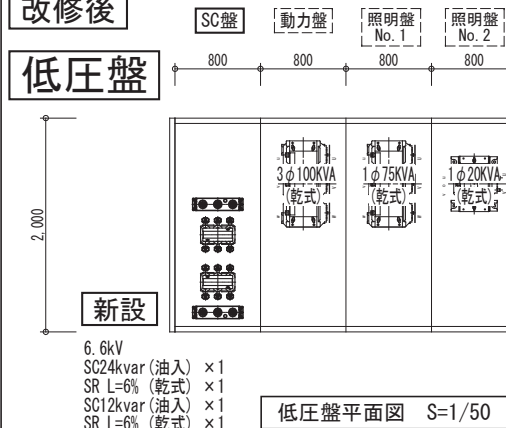 改修後
SC盤
動力盤
照明盤
No.1
照明盤
No.2
低圧盤
800
800
800
800
3φ100KVA
(乾式)
1φ75KVA
(乾式)
1φ20KVA
(乾式)
2,000
新設
6.6kV
SC24kvar(油入) ×1
SR L=6% (乾式) ×1
SC12kvar(油入) ×1
SR L=6% (乾式) ×1
低圧盤平面図 S=1/50